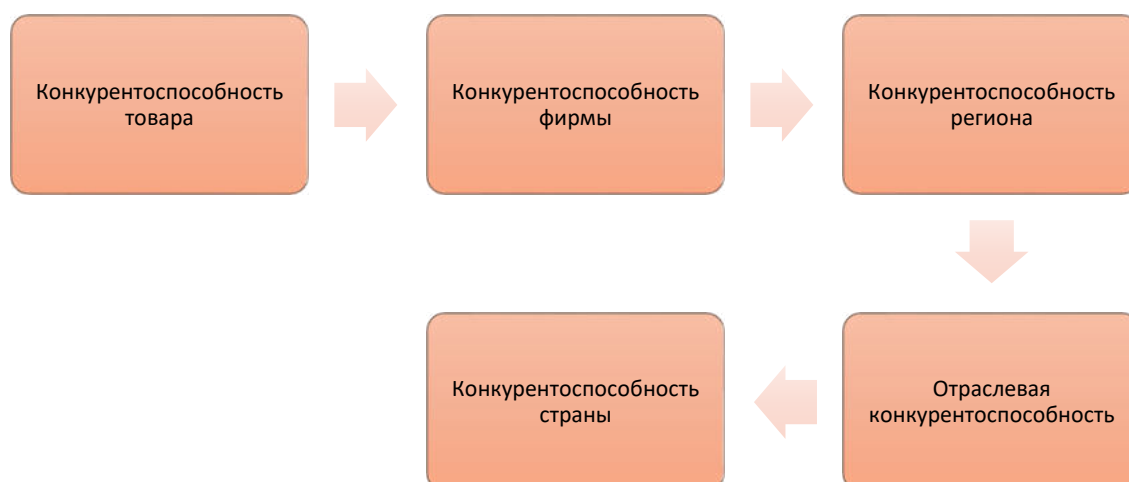 Конкурентоспособность
товара
Конкурентоспособность
фирмы
Конкурентоспособность
региона
Отраслевая
конкурентоспособность
Конкурентоспособность
страны